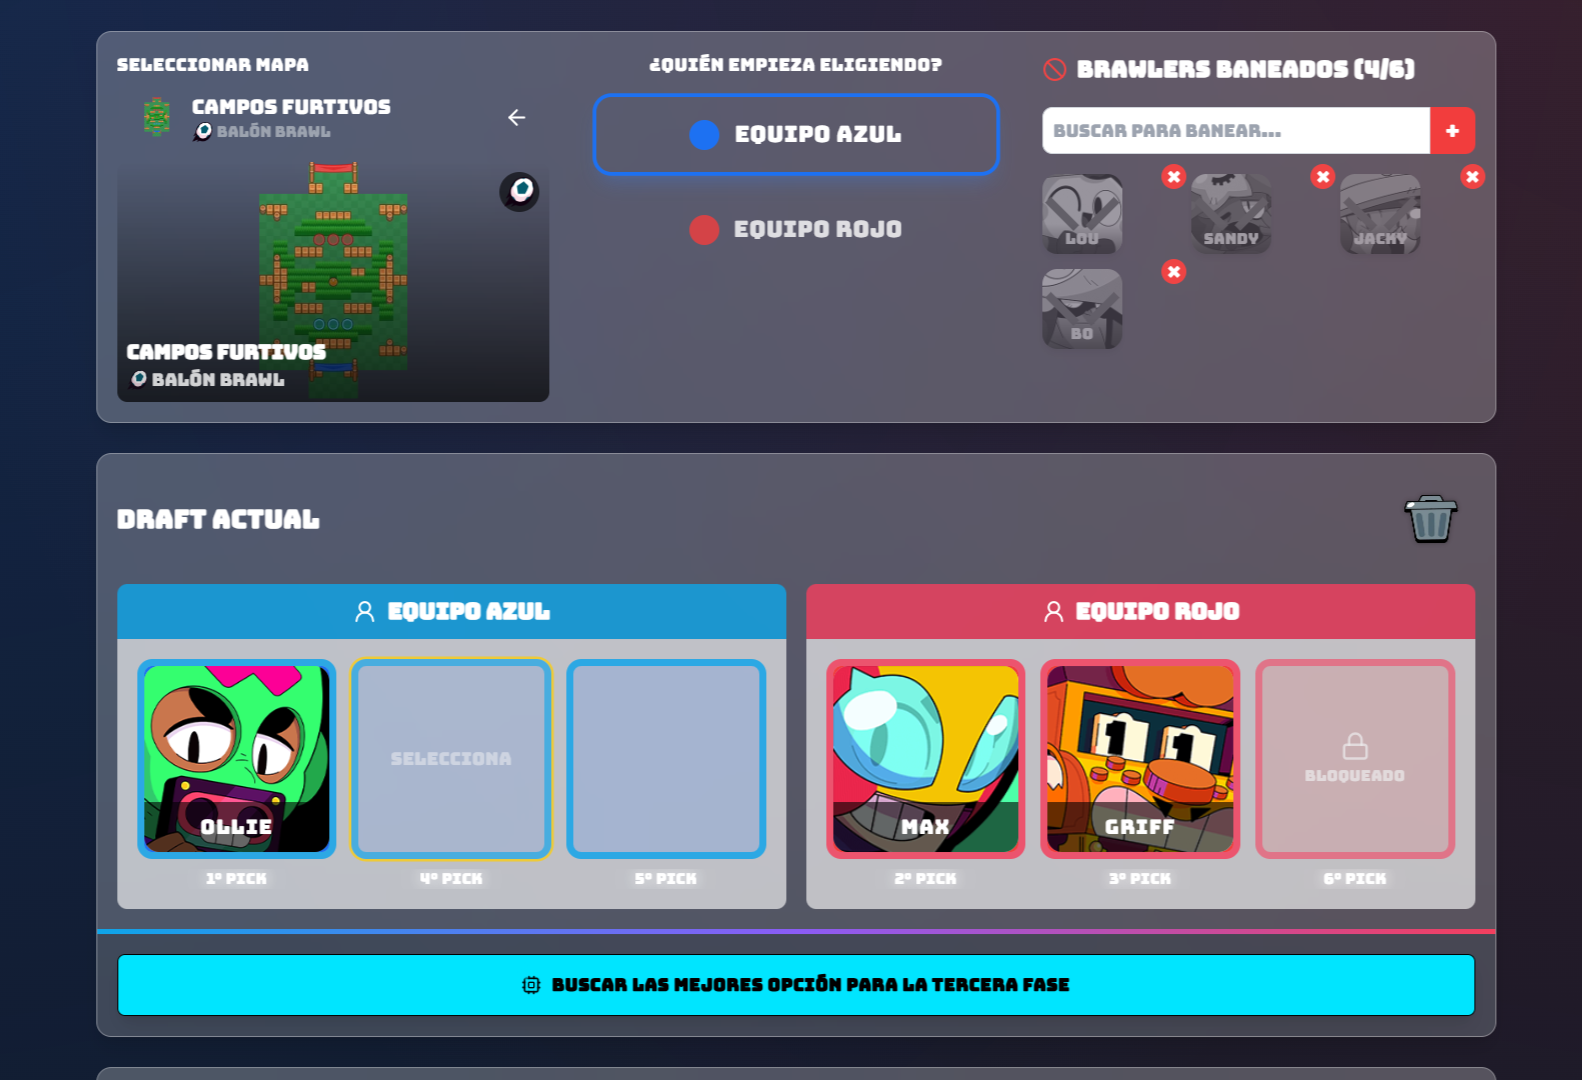 SELECCIONAR MAPA
CAMPOS FURTIVOS
BALÓN BRAWL
CAMPOS FURTIVOS
BALÓN BRAWL
¿QUIÉN EMPIEZA ELIGIENDO?
EQUIPO AZUL
EQUIPO ROJO
BRAWLERS BANEADOS (4/6)
BUSCAR PARA BANEAR...
+
LOU
SANDY
JACKY
BO
DRAFT ACTUAL
EQUIPO AZUL
OLLIE
SELECCIONA
1º PICK
4º PICK
5º PICK
EQUIPO ROJO
1 1
MAX
GRIFF
BLOQUEADO
2º PICK
3º PICK
6º PICK
BUSCAR LAS MEJORES OPCIÓN PARA LA TERCERA FASE